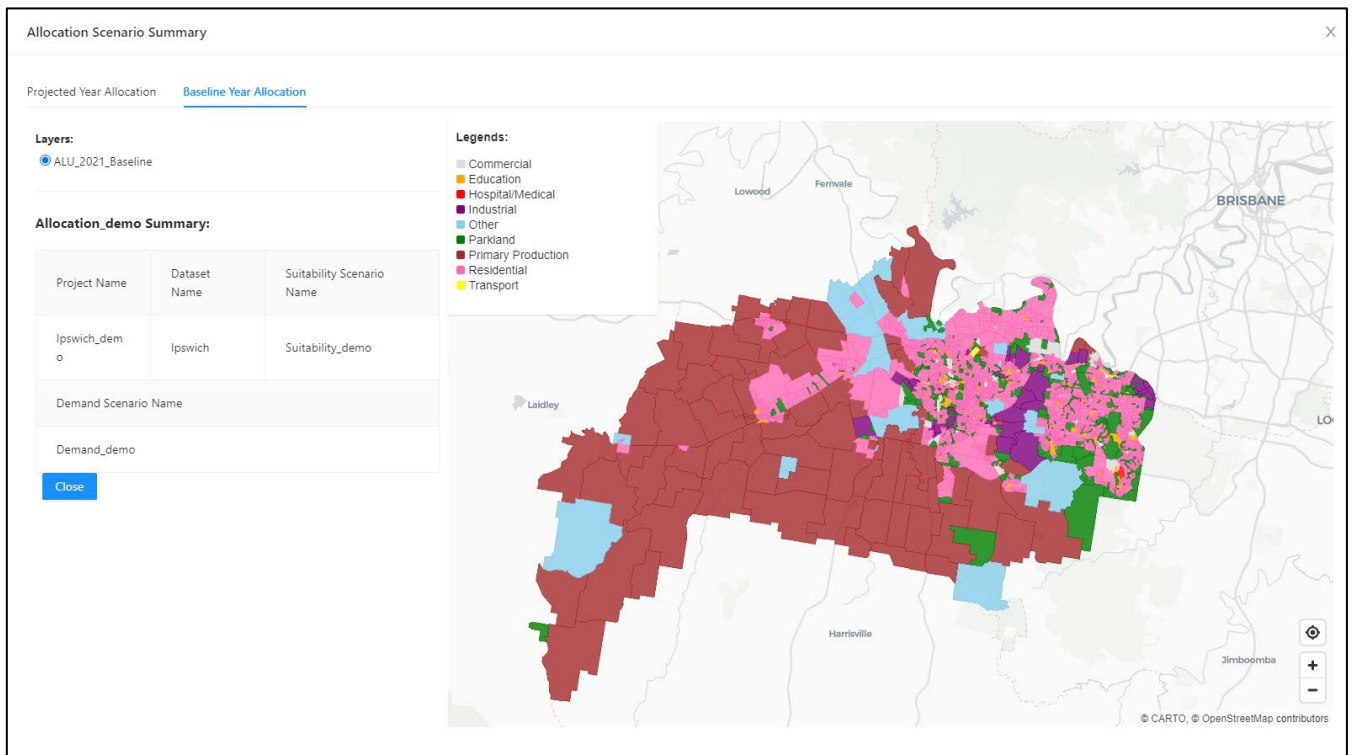 Allocation Scenario Summary
X
Projected Year Allocation
Baseline Year Allocation
Layers:
ALU_2021_Baseline
Allocation_demo Summary:
Project Name
Dataset
Name
Suitability Scenario
Name
Ipswich_dem
o
Ipswich
Suitability_demo
Demand Scenario Name
Demand_demo
Close
Legends:
Commercial
Education
Hospital/Medical
Industrial
Other
Parkland
Primary Production
Residential
Transport
Lowood
Fernvale
BRISBANE
Laidley
LO
Harrisville
Jimboomba
+
−
© CARTO, © OpenStreetMap contributors